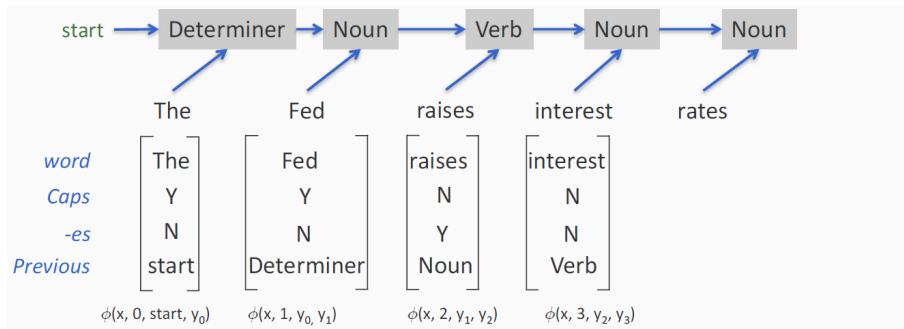 start Determiner Noun Verb Noun Noun
The Fed raises interest rates
word The Fed raises interest
Caps Y Y N N
-es N N Y N
Previous start Determiner Noun Verb
ϕ(x, 0, start, y₀) ϕ(x, 1, y₀, y₁) ϕ(x, 2, y₁, y₂) ϕ(x, 3, y₂, y₃)